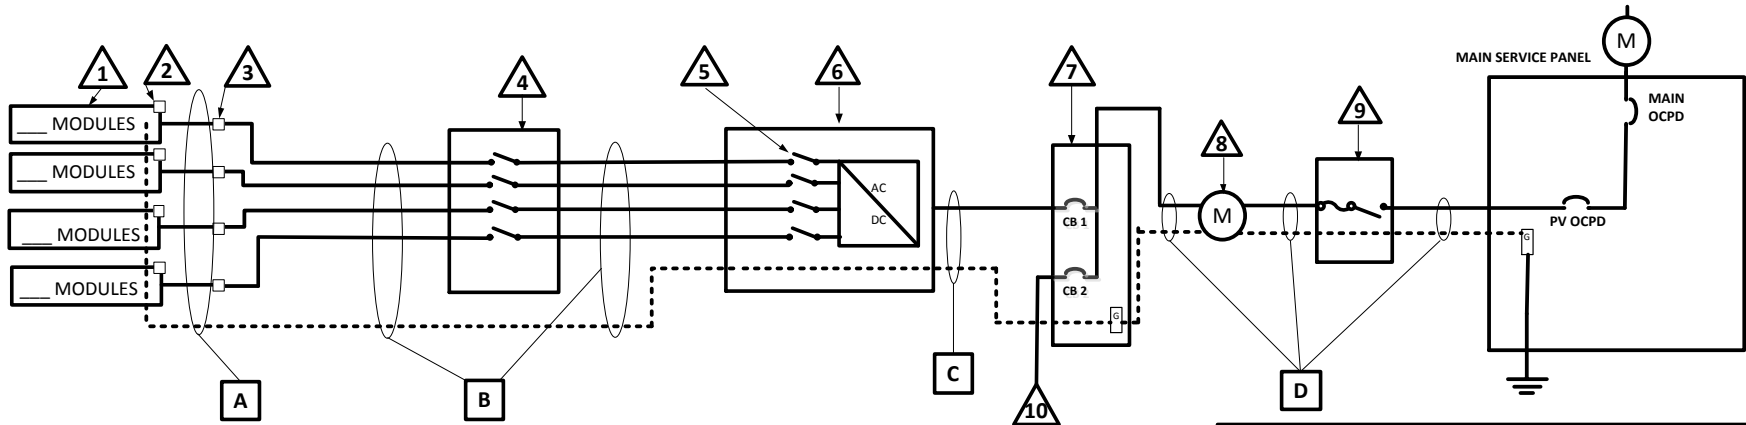 1
2
3
4
5
6
7
8
9
10
M
MAIN SERVICE PANEL
MAIN
OCPD
___ MODULES
___ MODULES
___ MODULES
___ MODULES
AC
DC
CB 1
CB 2
G
M
PV OCPD
G
A
B
C
D